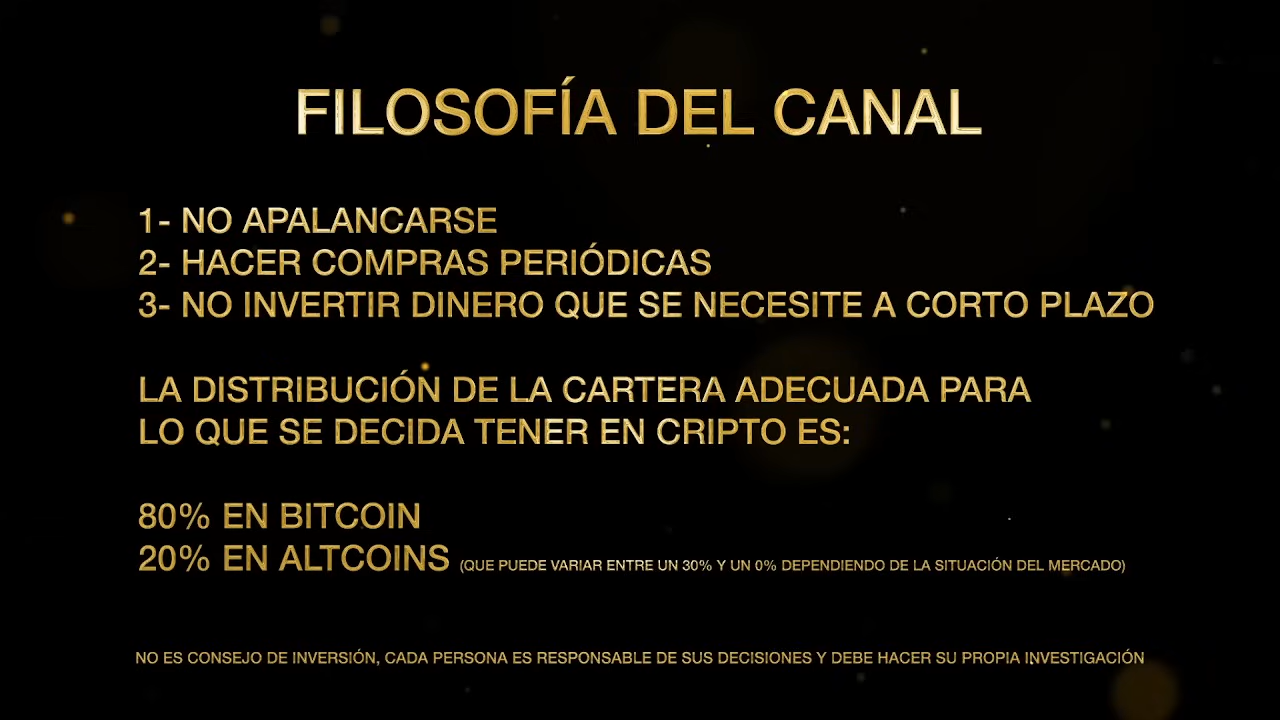 FILOSOFÍA DEL CANAL
1- NO APALANCARSE
2- HACER COMPRAS PERIÓDICAS
3- NO INVERTIR DINERO QUE SE NECESITE A CORTO PLAZO
LA DISTRIBUCIÓN DE LA CARTERA ADECUADA PARA
LO QUE SE DECIDA TENER EN CRIPTO ES:
80% EN BITCOIN
20% EN ALTCOINS (QUE PUEDE VARIAR ENTRE UN 30% Y UN 0% DEPENDIENDO DE LA SITUACIÓN DEL MERCADO)
NO ES CONSEJO DE INVERSIÓN, CADA PERSONA ES RESPONSABLE DE SUS DECISIONES Y DEBE HACER SU PROPIA INVESTIGACIÓN